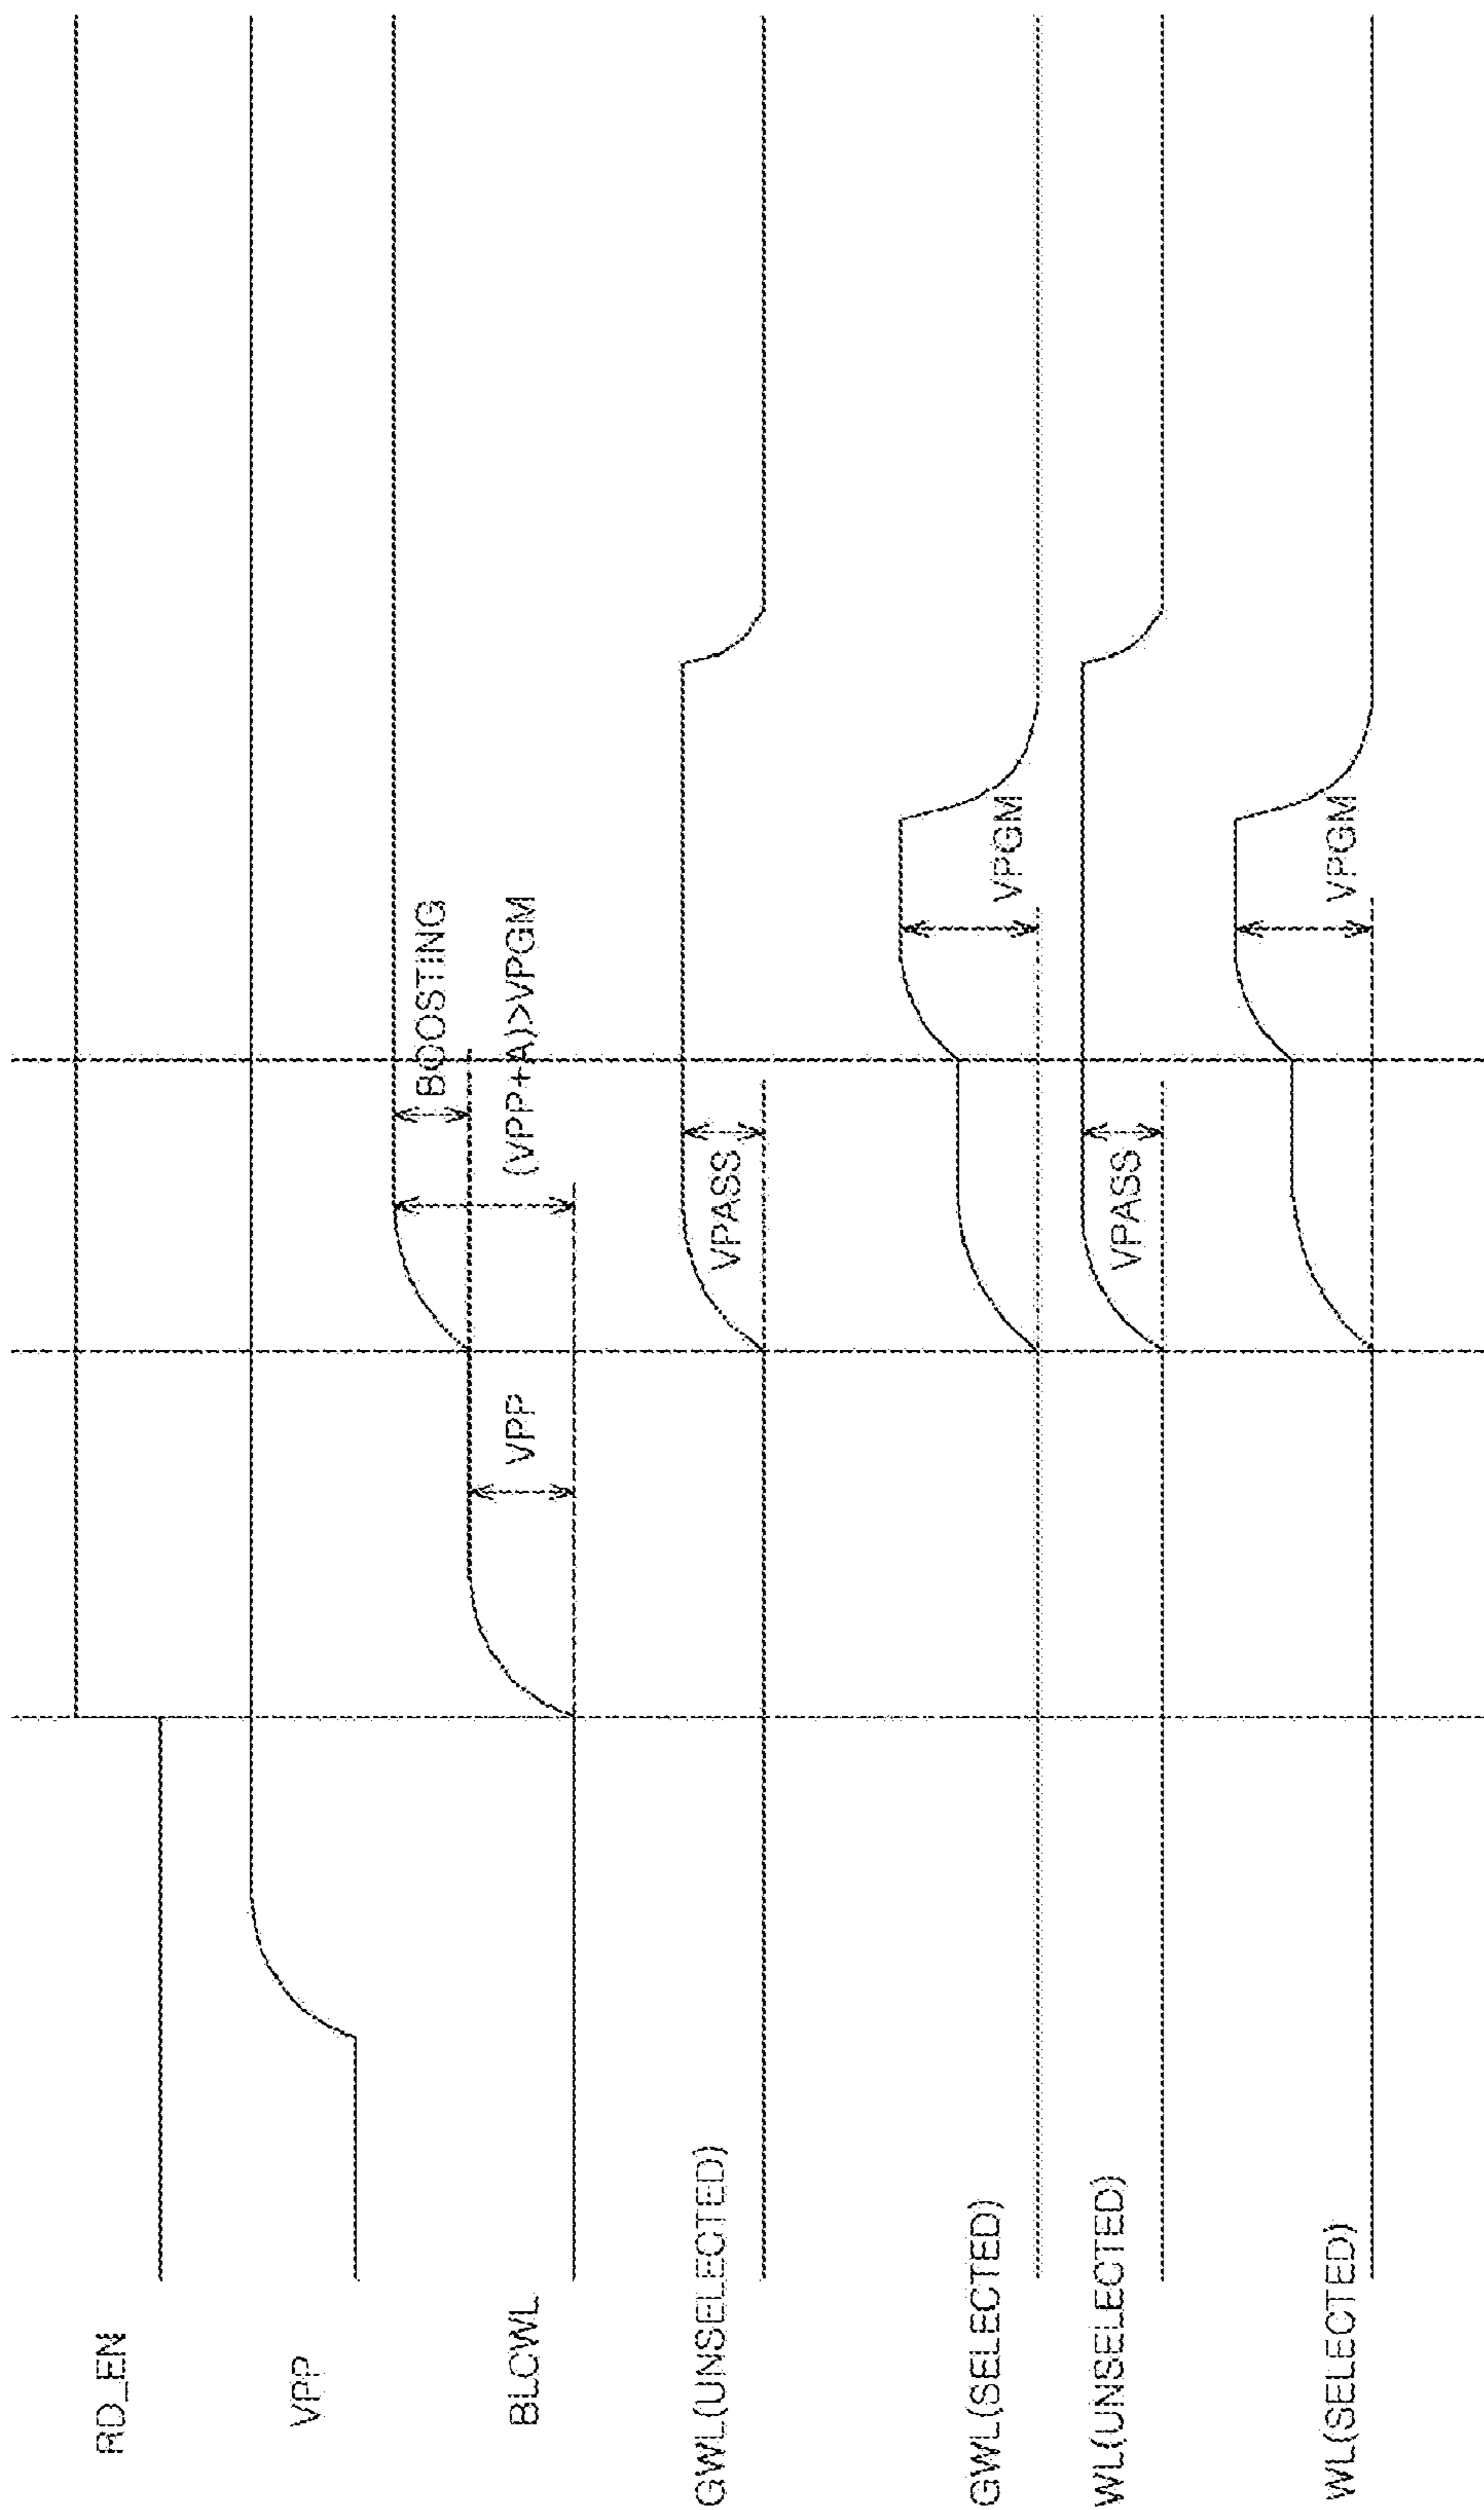 RD_EN
VPP
BLCWL
VPP
BOOSTING
(VPP+A)>VPGM
GWL(UNSELECTED)
VPASS
GWL(SELECTED)
VPGM
WL(UNSELECTED)
VPASS
WL(SELECTED)
VPGM